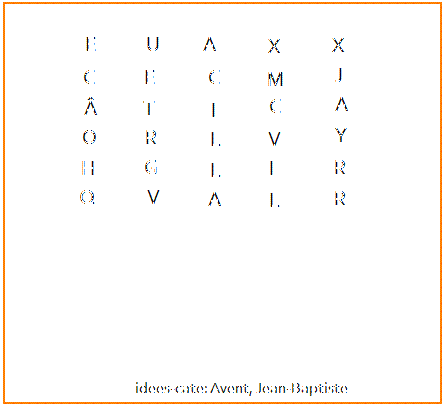 E U A X X
C E C M J
Â T I C A
O R L V Y
H G L I R
Q V A L R
idees-cate: Avent, Jean-Baptiste